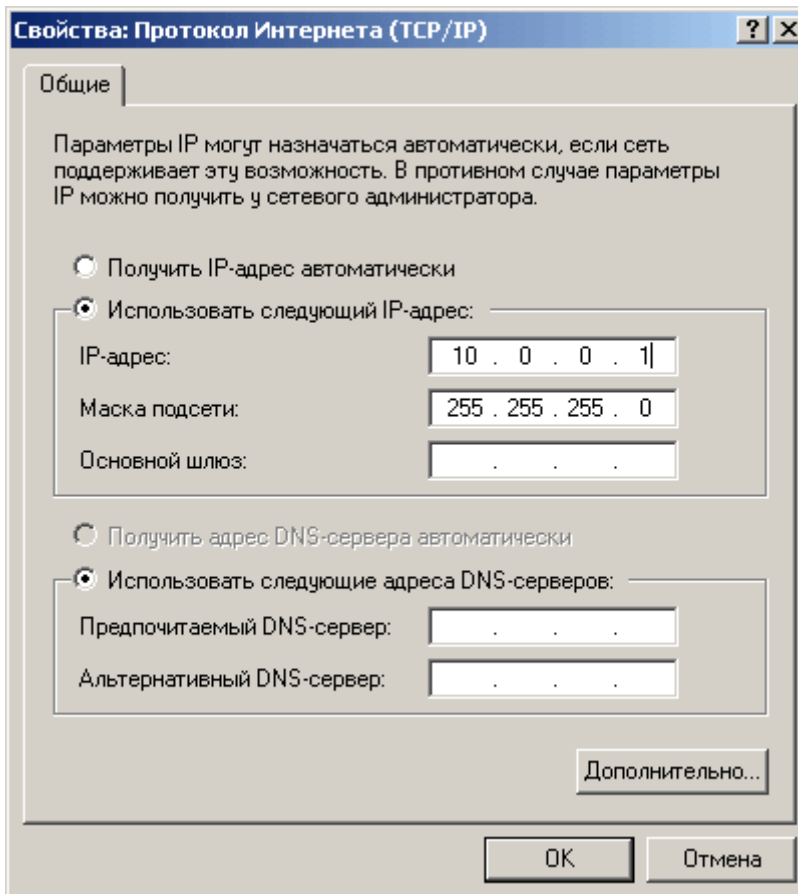 Свойства: Протокол Интернета (TCP/IP)
Общие
Параметры IP могут назначаться автоматически, если сеть
поддерживает эту возможность. В противном случае параметры
IP можно получить у сетевого администратора.
Получить IP-адрес автоматически
Использовать следующий IP-адрес:
IP-адрес: 10 . 0 . 0 . 1
Маска подсети: 255 . 255 . 255 . 0
Основной шлюз: . . .
Получить адрес DNS-сервера автоматически
Использовать следующие адреса DNS-серверов:
Предпочитаемый DNS-сервер: . . .
Альтернативный DNS-сервер: . . .
Дополнительно...
OK Отмена